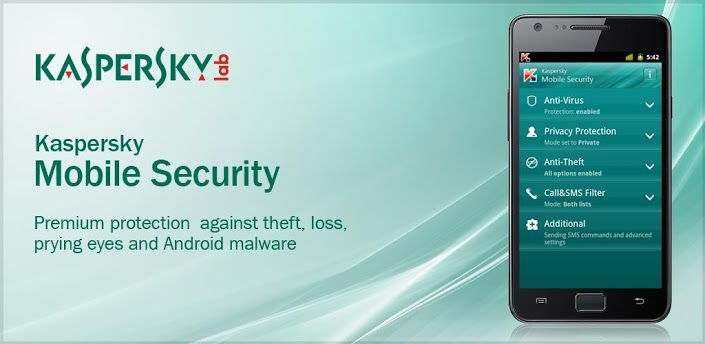 KASPERSKY lab
Kaspersky
Mobile Security
Premium protection against theft, loss,
prying eyes and Android malware
5:42
Kaspersky
Mobile Security
i
Anti-Virus
Protection: enabled
Privacy Protection
Mode set to Private
Anti-Theft
All options enabled
Call&SMS Filter
Mode: Both lists
Additional
Sending SMS commands and advanced
settings